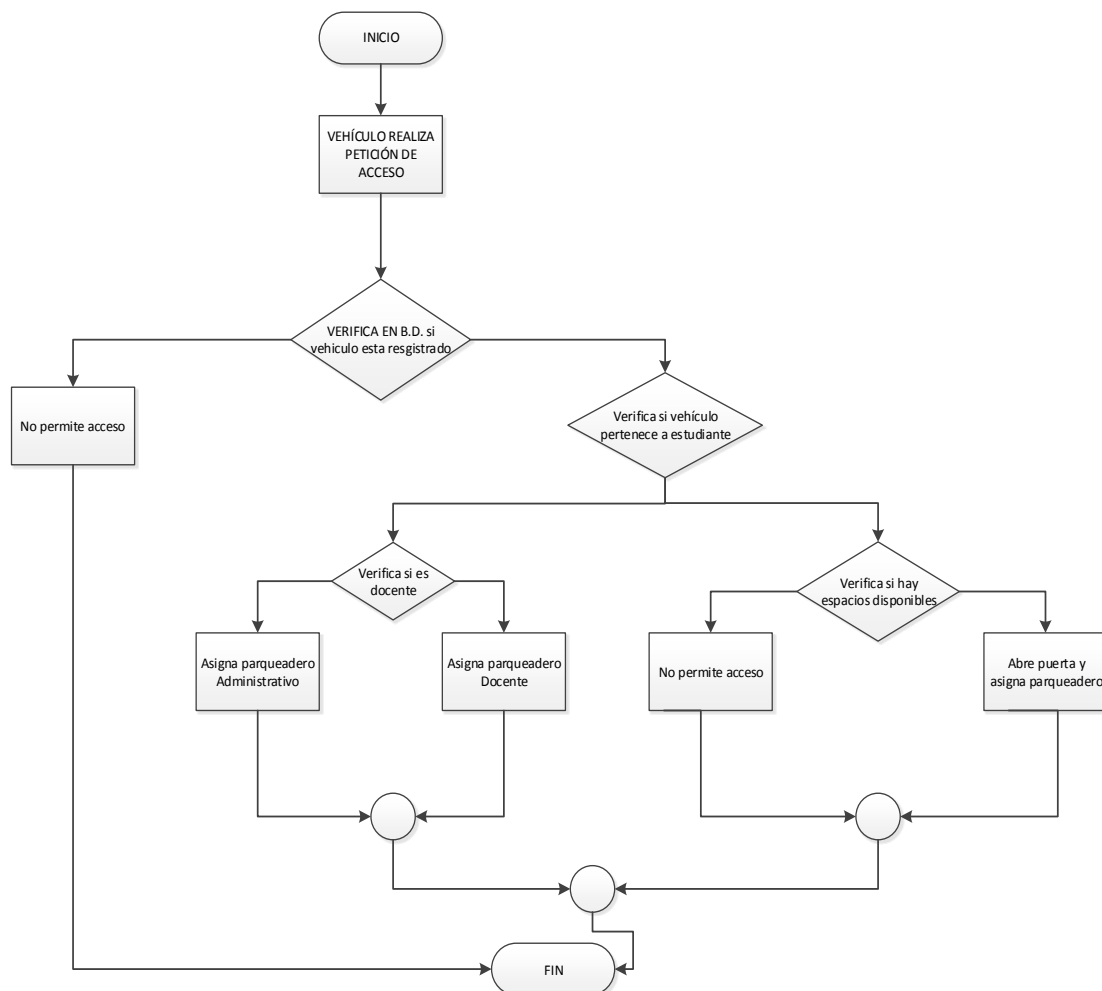 INICIO
VEHÍCULO REALIZA
PETICIÓN DE
ACCESO
VERIFICA EN B.D. si
vehiculo esta resgistrado
No permite acceso
Verifica si vehículo
pertenece a estudiante
Verifica si es
docente
Verifica si hay
espacios disponibles
Asigna parqueadero
Administrativo
Asigna parqueadero
Docente
No permite acceso
Abre puerta y
asigna parqueadero
FIN